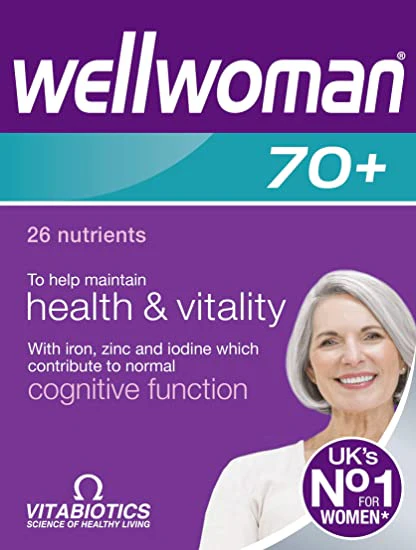 wellwoman®
70+
26 nutrients
To help maintain
health & vitality
With iron, zinc and iodine which
contribute to normal
cognitive function
UK's
No1
FOR
WOMEN*
VITABIOTICS
SCIENCE OF HEALTHY LIVING